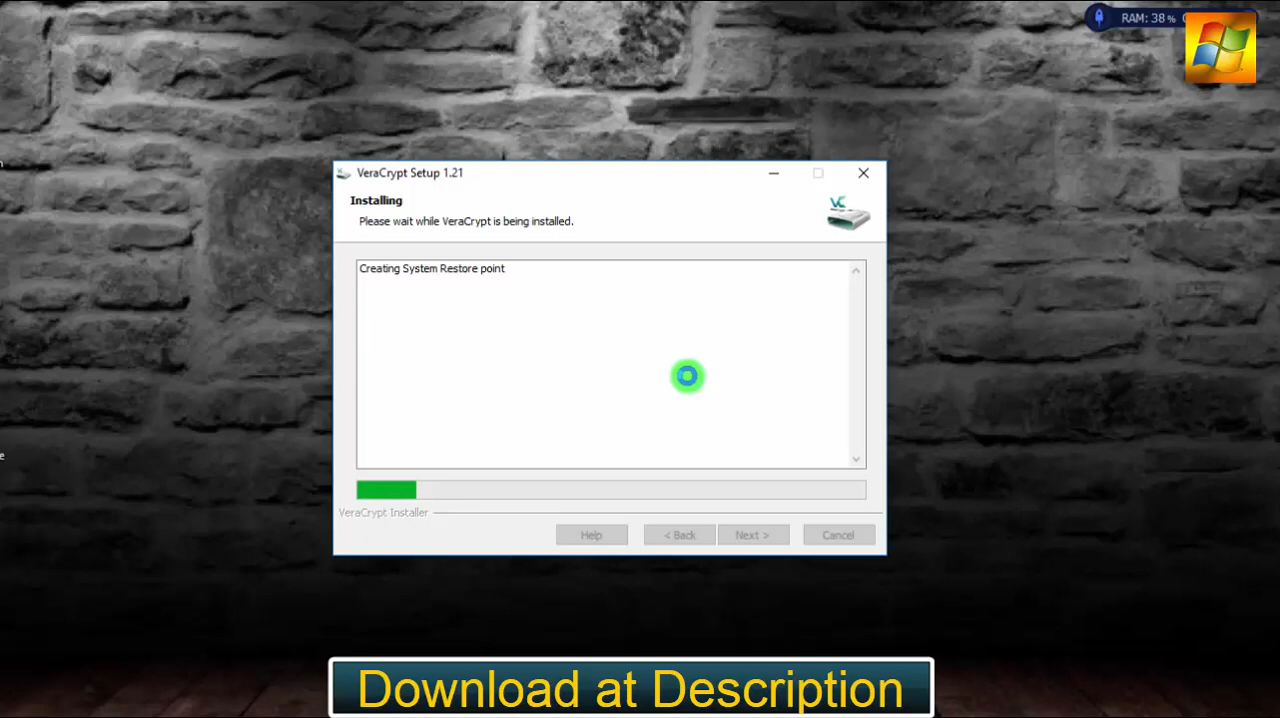 RAM: 38%
VeraCrypt Setup 1.21
Installing
Please wait while VeraCrypt is being installed.
VC
Creating System Restore point
e
VeraCrypt Installer
Help
< Back
Next >
Cancel
Download at Description